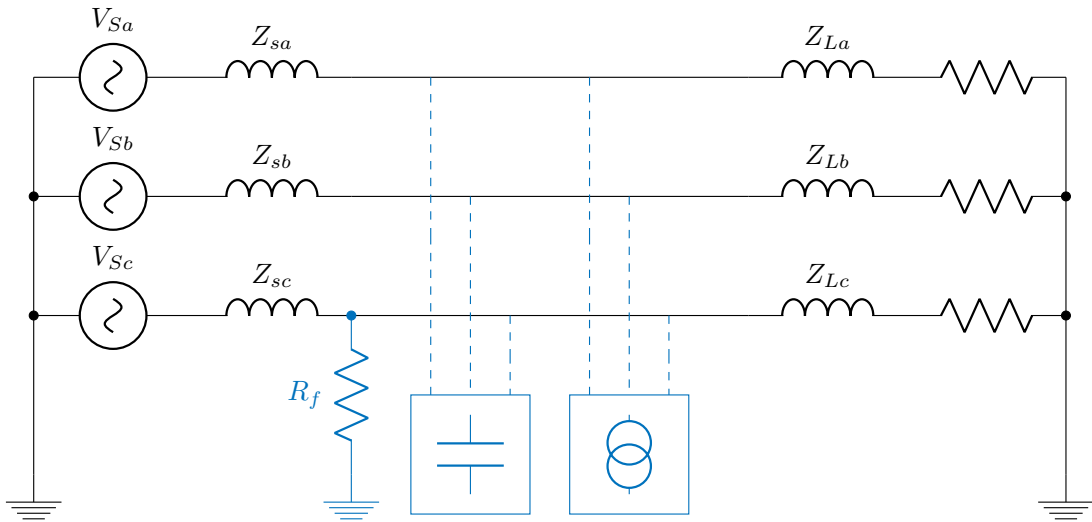 V_{Sa}
Z_{sa}
Z_{La}
V_{Sb}
Z_{sb}
Z_{Lb}
V_{Sc}
Z_{sc}
Z_{Lc}
R_f